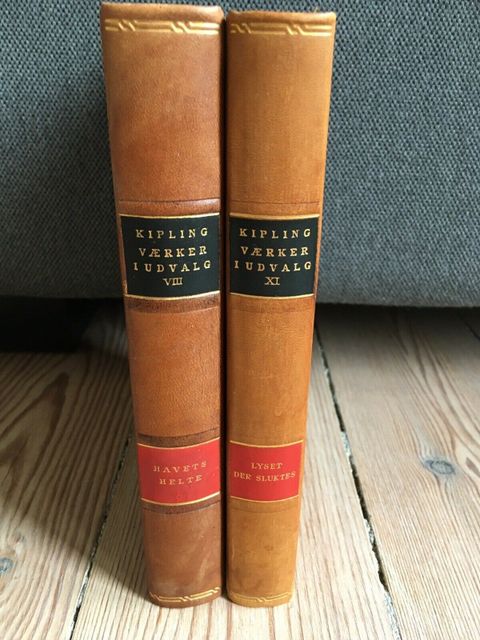 KIPLING
VÆRKER
I UDVALG
VIII
HAVETS
HELTE
KIPLING
VÆRKER
I UDVALG
XI
LYSET
DER SLUKTES